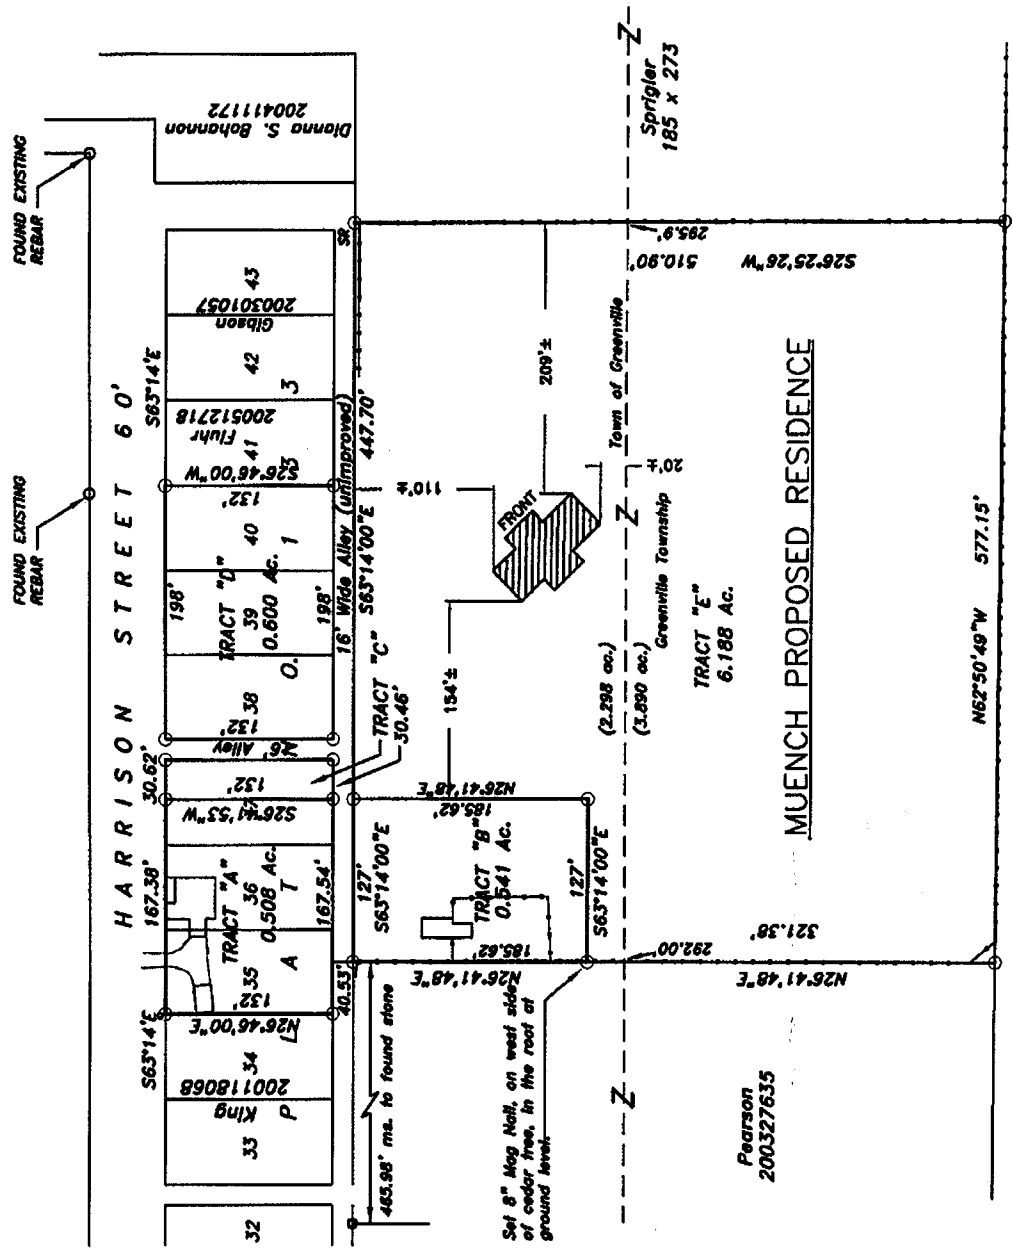 FOUND EXISTING
REBAR
FOUND EXISTING
REBAR
HARRISON STREET 60'
S63°14'E
167.38'
30.62'
S63°14'E
32
33
King
200118068
34
N26°46'00"E
132'
35
TRACT "A"
36
0.508 Ac.
167.54'
37
S26°41'53"W
132'
16' Alley
132'
38
198'
TRACT "D"
39
0.600 Ac.
198'
40
132'
S26°46'00"W
41
Fluhr
200512718
42
Gibson
200301057
43
PLAT
NO. 133
Dianna S. Bohannon
200411172
SR
40.53'
16' Wide Alley (unimproved)
TRACT "C"
30.46'
S63°14'00"E 447.70'
465.98' ms. to found stone
127'
S63°14'00"E
N26°41'48"E
185.62'
TRACT "B"
0.541 Ac.
N26°41'48"E
185.62'
127'
S63°14'00"E
154'±
110'±
209'±
FRONT
20'±
Set 8" Mag Nail, on west side
of cedar tree, in the root at
ground level.
Z
Z
Z
Town of Greenville
Greenville Township
(2.298 ac.)
(3.890 ac.)
TRACT "E"
6.188 Ac.
292.00'
321.38'
N26°41'48"E
295.9'
510.90'
S26°25'26"W
Sprigler
185 x 273
MUENCH PROPOSED RESIDENCE
Pearson
200327635
N62°50'49"W 577.15'